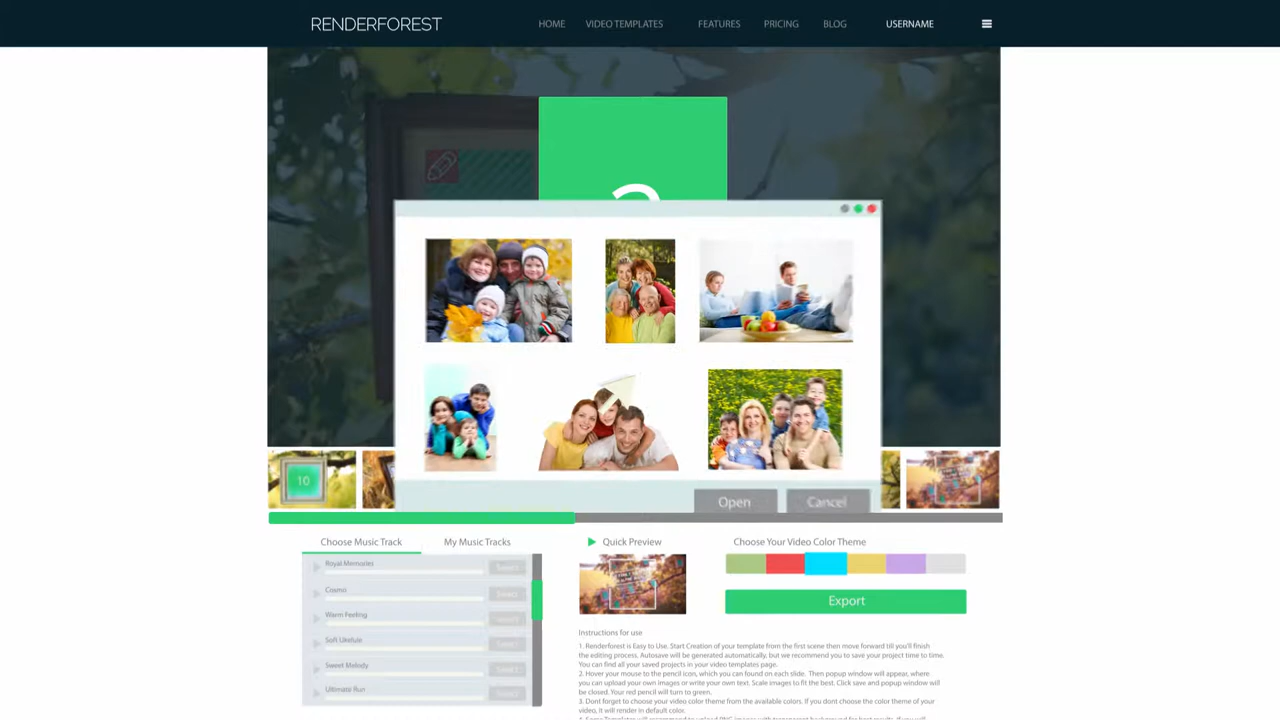 RENDERFOREST
HOME VIDEO TEMPLATES FEATURES PRICING BLOG USERNAME
10
Open Cancel
Choose Music Track My Music Tracks
Royal Memories Select
Cosmo Select
Warm Feeling Select
Soft Ukelule Select
Sweet Melody Select
Ultimate Run Select
Quick Preview
Choose Your Video Color Theme
Export
Instructions for use
1. Renderforest is Easy to Use. Start Creation of your template from the first scene then move forward till you'll finish
the editing process. Autosave will be generated automatically, but we recommend you to save your project time to time.
You can find all your saved projects in your video templates page.
2. Hover your mouse to the pencil icon, which you can found on each slide. Then popup window will appear, where
you can upload your own images or write your own text. Scale images to fit the best. Click save and popup window will
be closed. Your red pencil will turn to green.
3. Dont forget to choose your video color theme from the available colors. If you dont choose the color theme of your
video, it will render in default color.